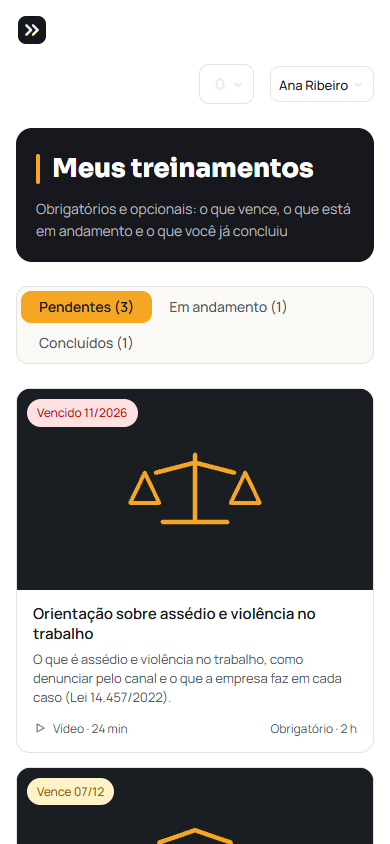 Ana Ribeiro
Meus treinamentos
Obrigatórios e opcionais: o que vence, o que está
em andamento e o que você já concluiu
Pendentes (3)
Em andamento (1)
Concluídos (1)
Vencido 11/2026
Orientação sobre assédio e violência no
trabalho
O que é assédio e violência no trabalho, como
denunciar pelo canal e o que a empresa faz em cada
caso (Lei 14.457/2022).
Vídeo · 24 min
Obrigatório · 2 h
Vence 07/12